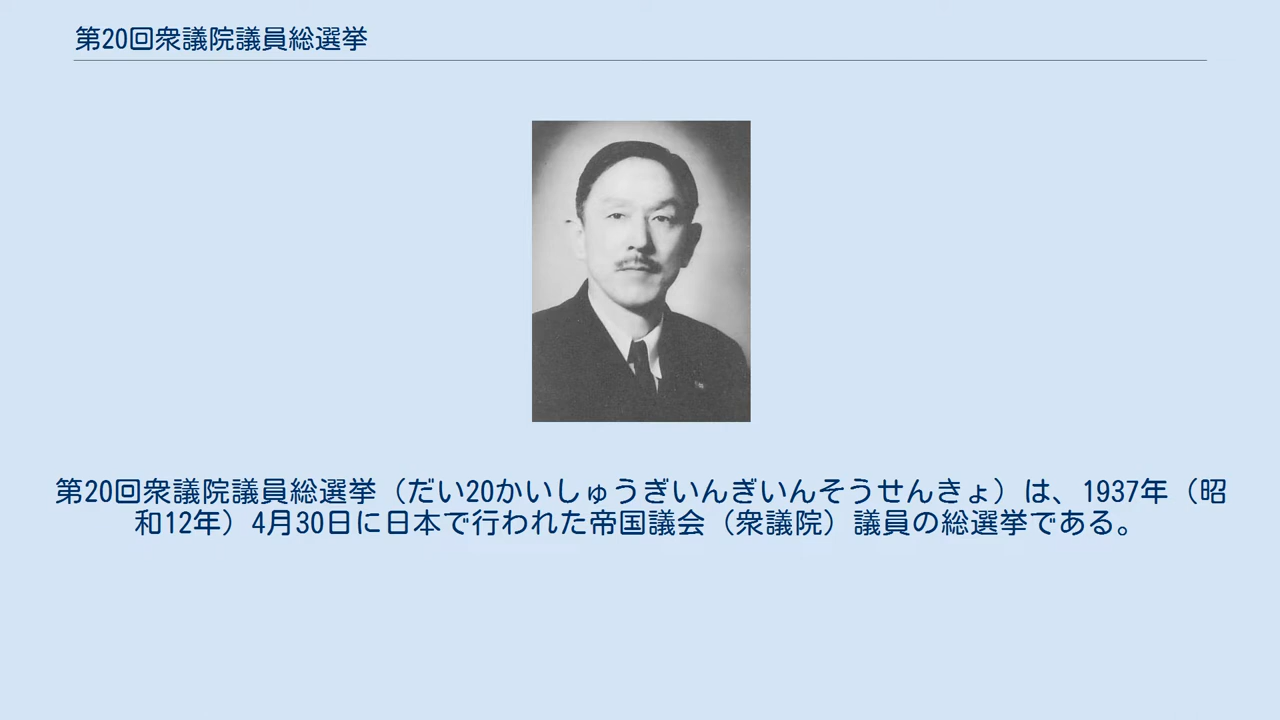 第20回衆議院議員総選挙
第20回衆議院議員総選挙（だい20かいしゅうぎいんぎいんそうせんきょ）は、1937年（昭
和12年）4月30日に日本で行われた帝国議会（衆議院）議員の総選挙である。